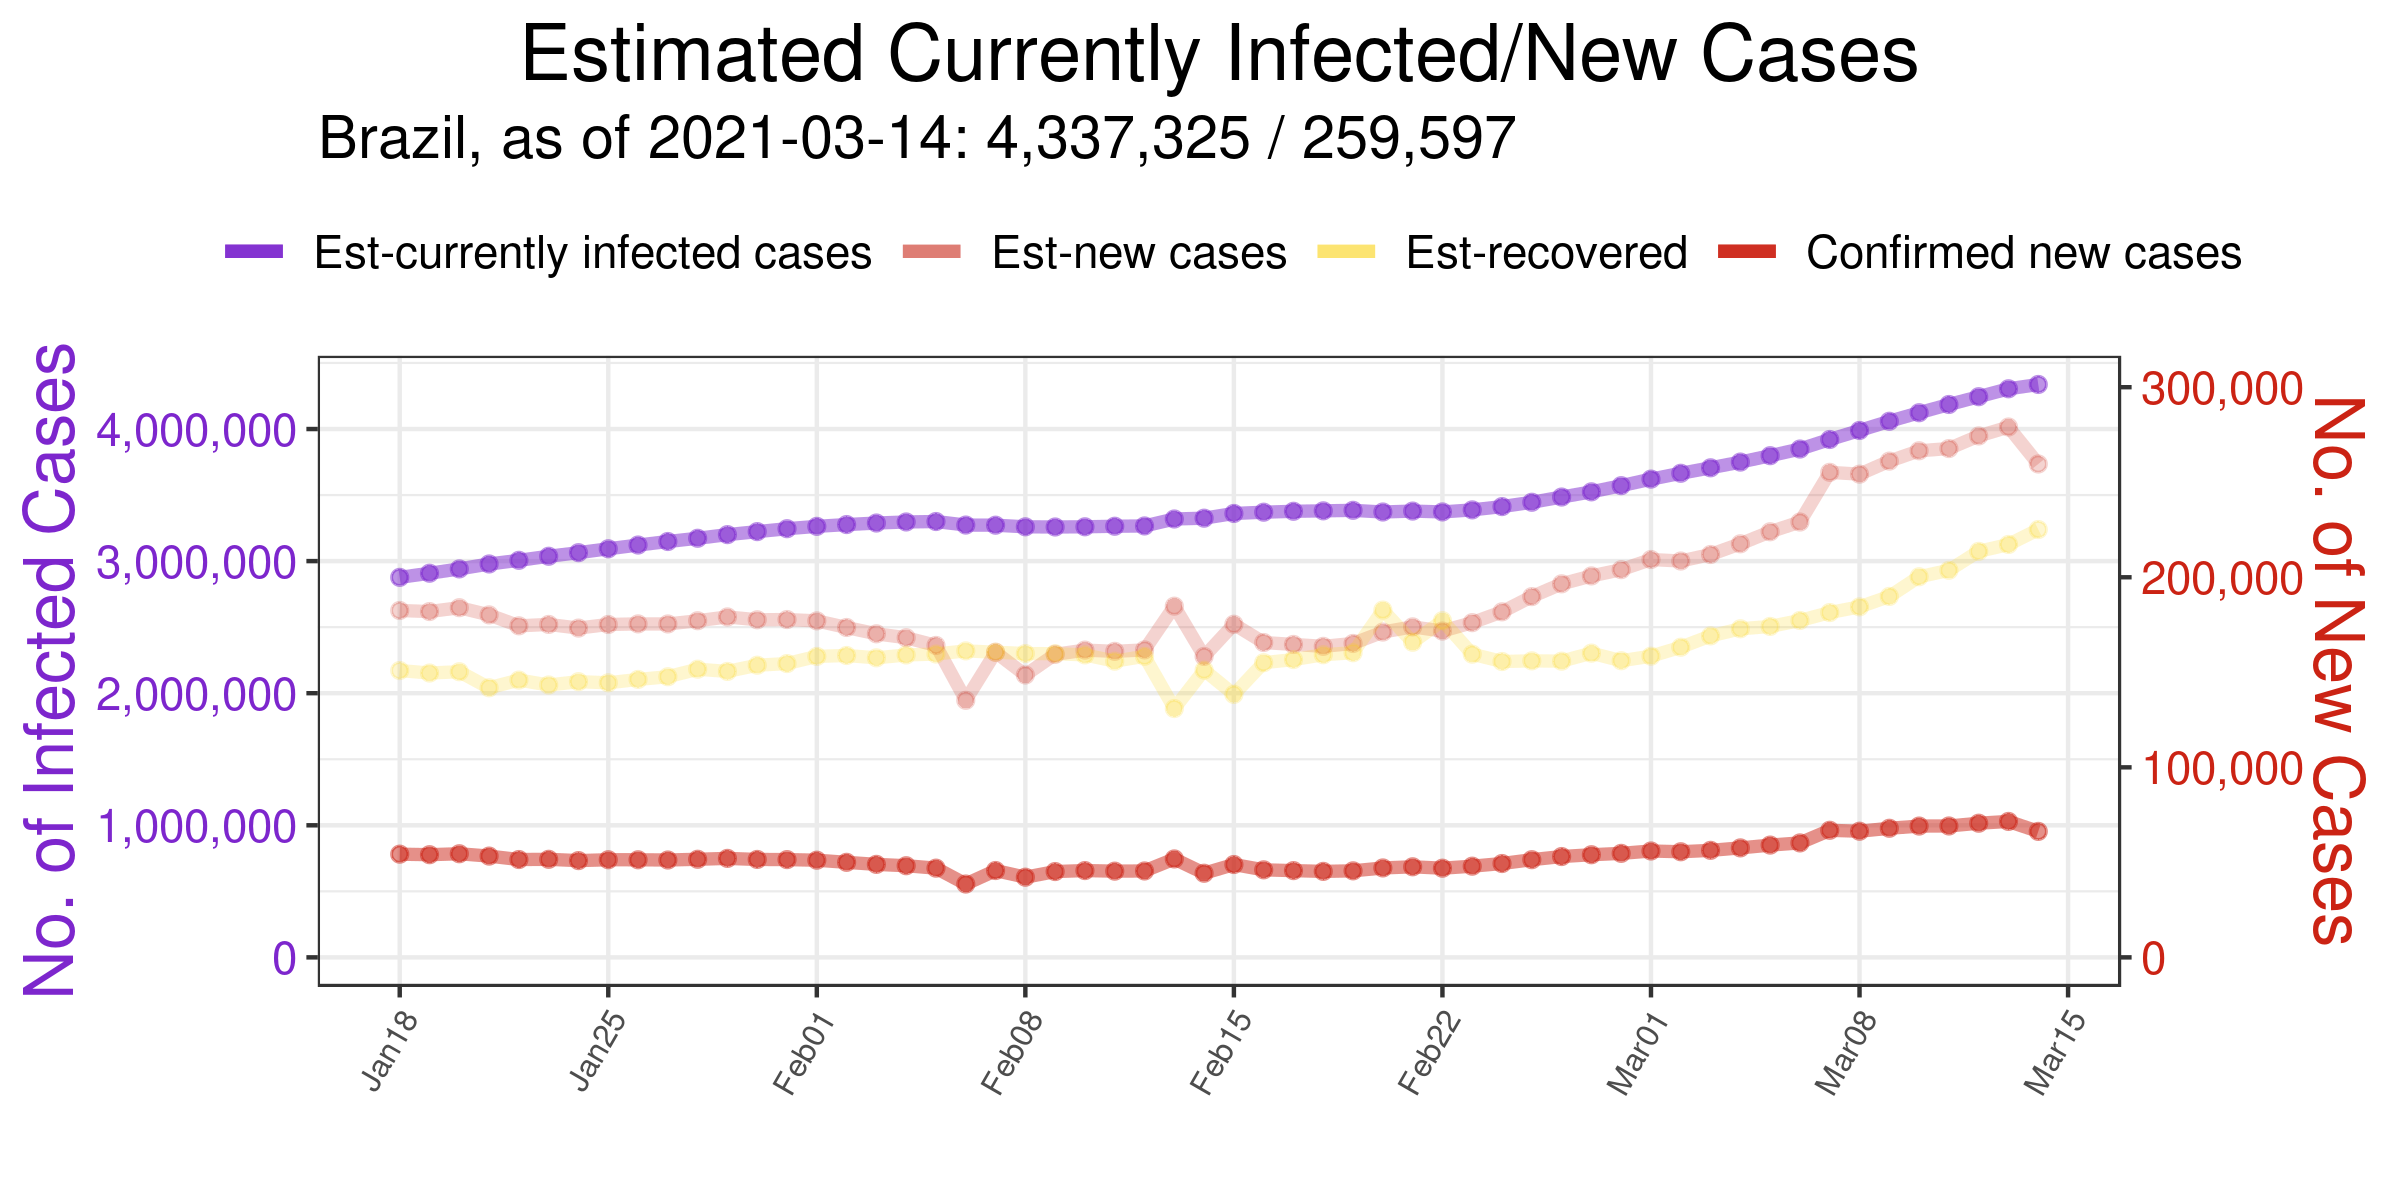 Estimated Currently Infected/New Cases
Brazil, as of 2021-03-14: 4,337,325 / 259,597
Est-currently infected cases Est-new cases Est-recovered Confirmed new cases
No. of Infected Cases
4,000,000
3,000,000
2,000,000
1,000,000
0
300,000
200,000
100,000
0
No. of New Cases
Jan18 Jan25 Feb01 Feb08 Feb15 Feb22 Mar01 Mar08 Mar15